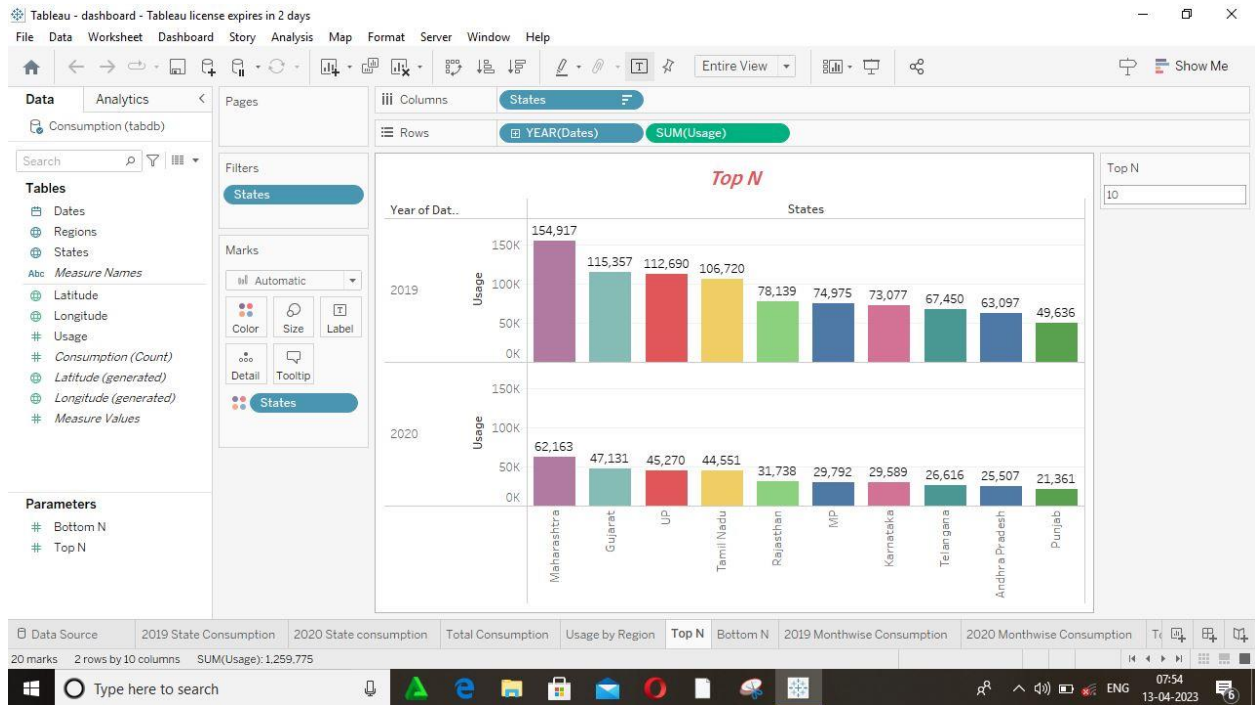 Tableau - dashboard - Tableau license expires in 2 days
File Data Worksheet Dashboard Story Analysis Map Format Server Window Help
Entire View
Show Me
Data Analytics
Consumption (tabdb)
Search
Tables
Dates
Regions
States
Abc Measure Names
Latitude
Longitude
# Usage
# Consumption (Count)
Latitude (generated)
Longitude (generated)
# Measure Values
Parameters
# Bottom N
# Top N
Pages
Filters
States
Marks
Automatic
Color Size Label
Detail Tooltip
States
Columns States
Rows YEAR(Dates) SUM(Usage)
Top N
Year of Dat.. States
2019
Usage
150K
100K
50K
0K
154,917 115,357 112,690 106,720 78,139 74,975 73,077 67,450 63,097 49,636
2020
Usage
150K
100K
50K
0K
62,163 47,131 45,270 44,551 31,738 29,792 29,589 26,616 25,507 21,361
Maharashtra
Gujarat
UP
Tamil Nadu
Rajasthan
MP
Karnataka
Telangana
Andhra Pradesh
Punjab
Top N
10
Data Source 2019 State Consumption 2020 State consumption Total Consumption Usage by Region Top N Bottom N 2019 Monthwise Consumption 2020 Monthwise Consumption
20 marks 2 rows by 10 columns SUM(Usage): 1,259,775
Type here to search
ENG
07:54
13-04-2023
6